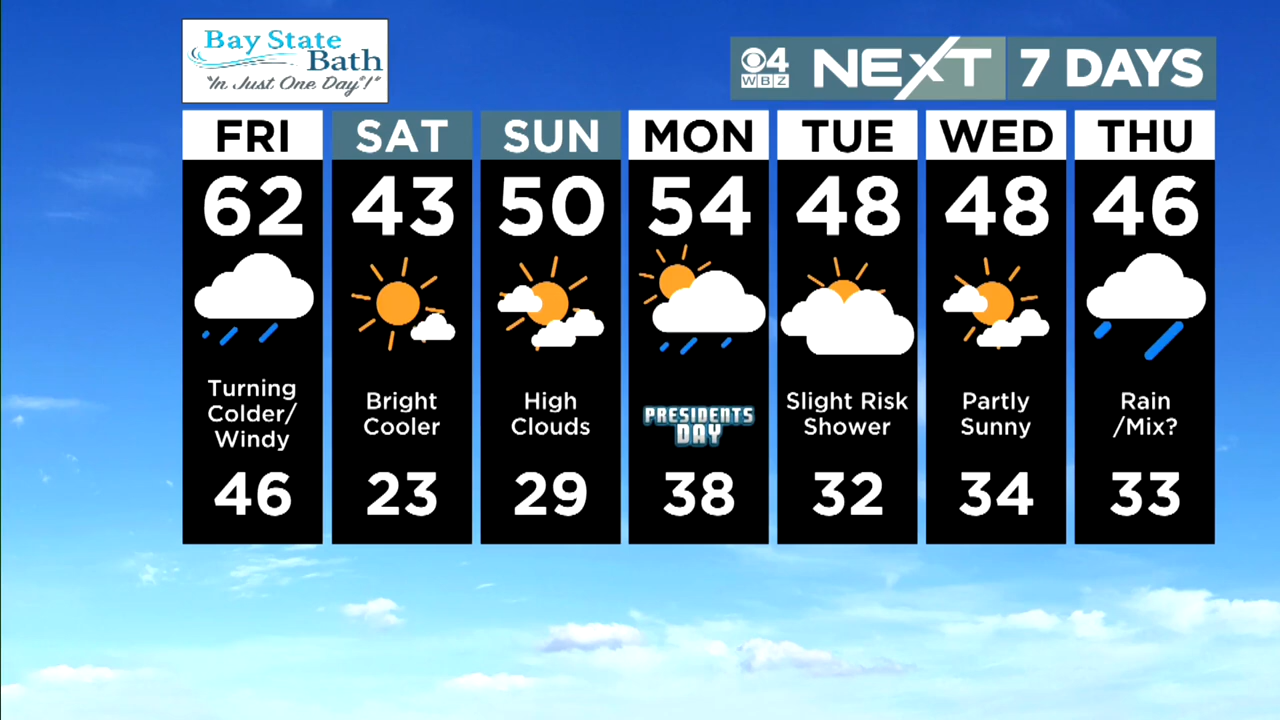 Bay State
Bath
"In Just One Day"!"
4
WBZ
NEXT
7 DAYS
FRI
62
Turning
Colder/
Windy
46
SAT
43
Bright
Cooler
23
SUN
50
High
Clouds
29
MON
54
PRESIDENTS
DAY
38
TUE
48
Slight Risk
Shower
32
WED
48
Partly
Sunny
34
THU
46
Rain
/Mix?
33